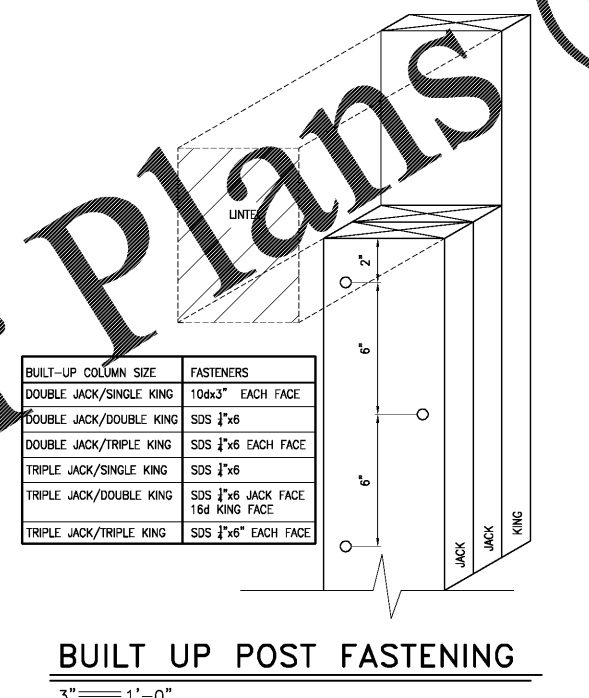 Plans
LINTEL
2"
6"
6"
JACK
JACK
KING
BUILT-UP COLUMN SIZE FASTENERS
DOUBLE JACK/SINGLE KING 10dx3" EACH FACE
DOUBLE JACK/DOUBLE KING SDS ¼"x6
DOUBLE JACK/TRIPLE KING SDS ¼"x6 EACH FACE
TRIPLE JACK/SINGLE KING SDS ¼"x6
TRIPLE JACK/DOUBLE KING SDS ¼"x6 JACK FACE
16d KING FACE
TRIPLE JACK/TRIPLE KING SDS ¼"x6" EACH FACE
BUILT UP POST FASTENING
3" 1'-0"